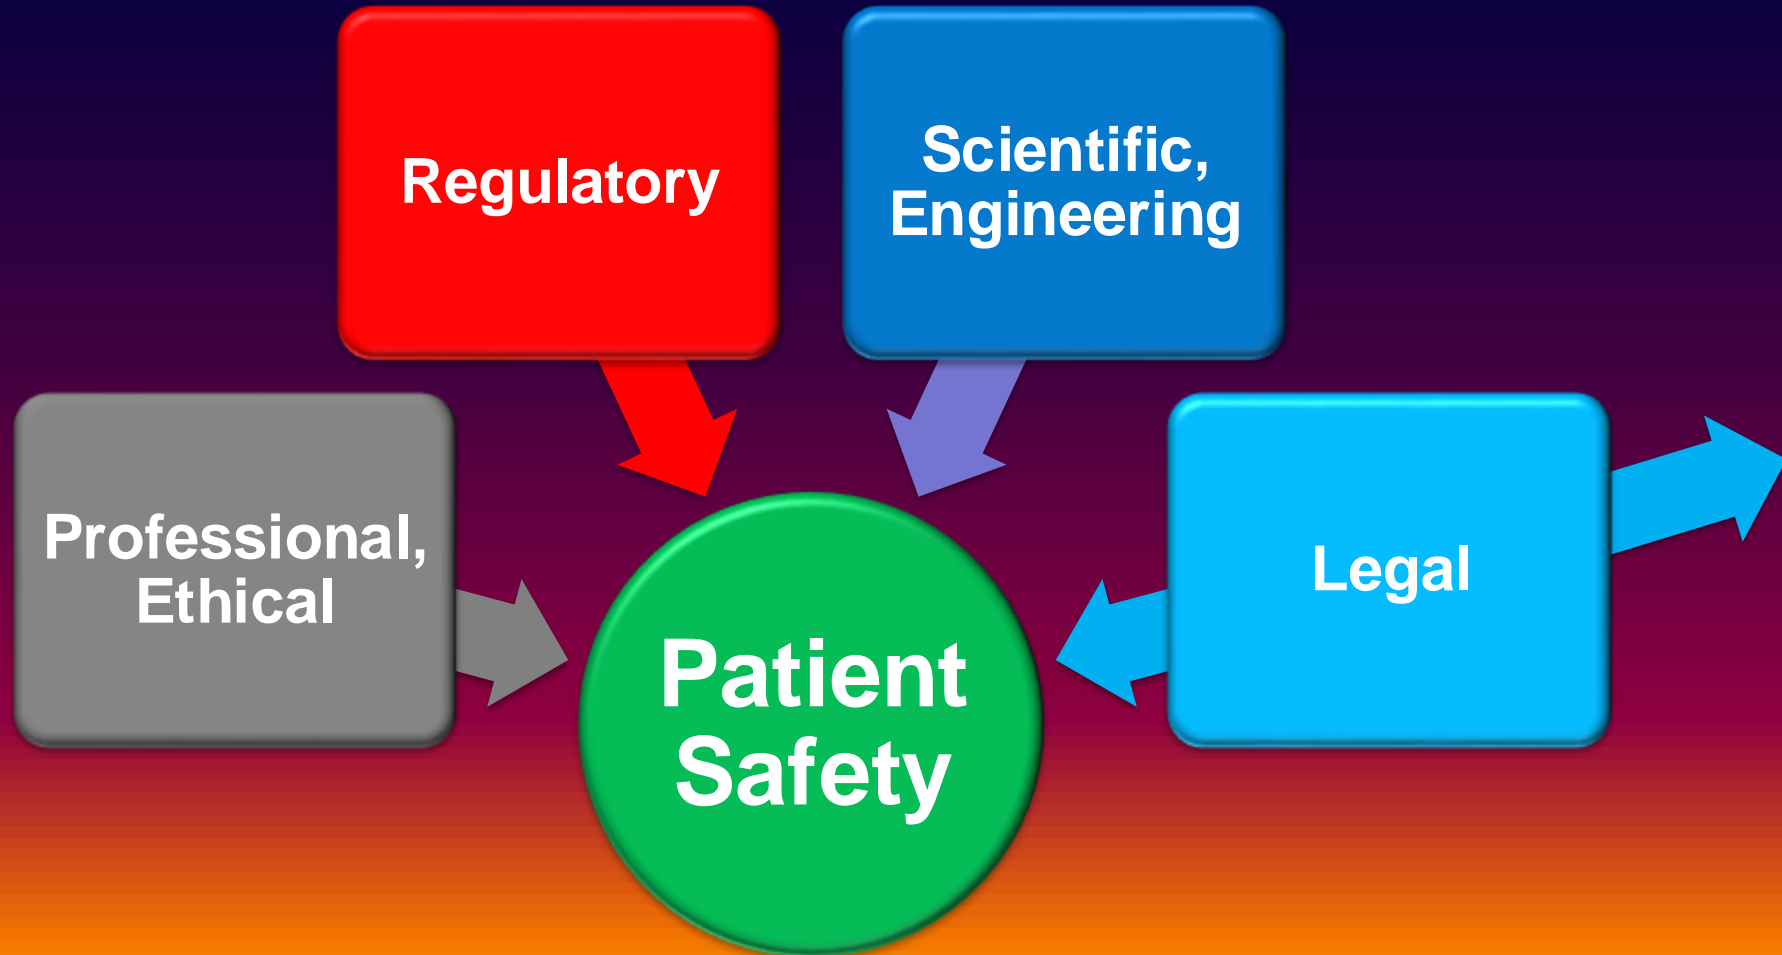 Regulatory
Scientific,
Engineering
Professional,
Ethical
Legal
Patient
Safety